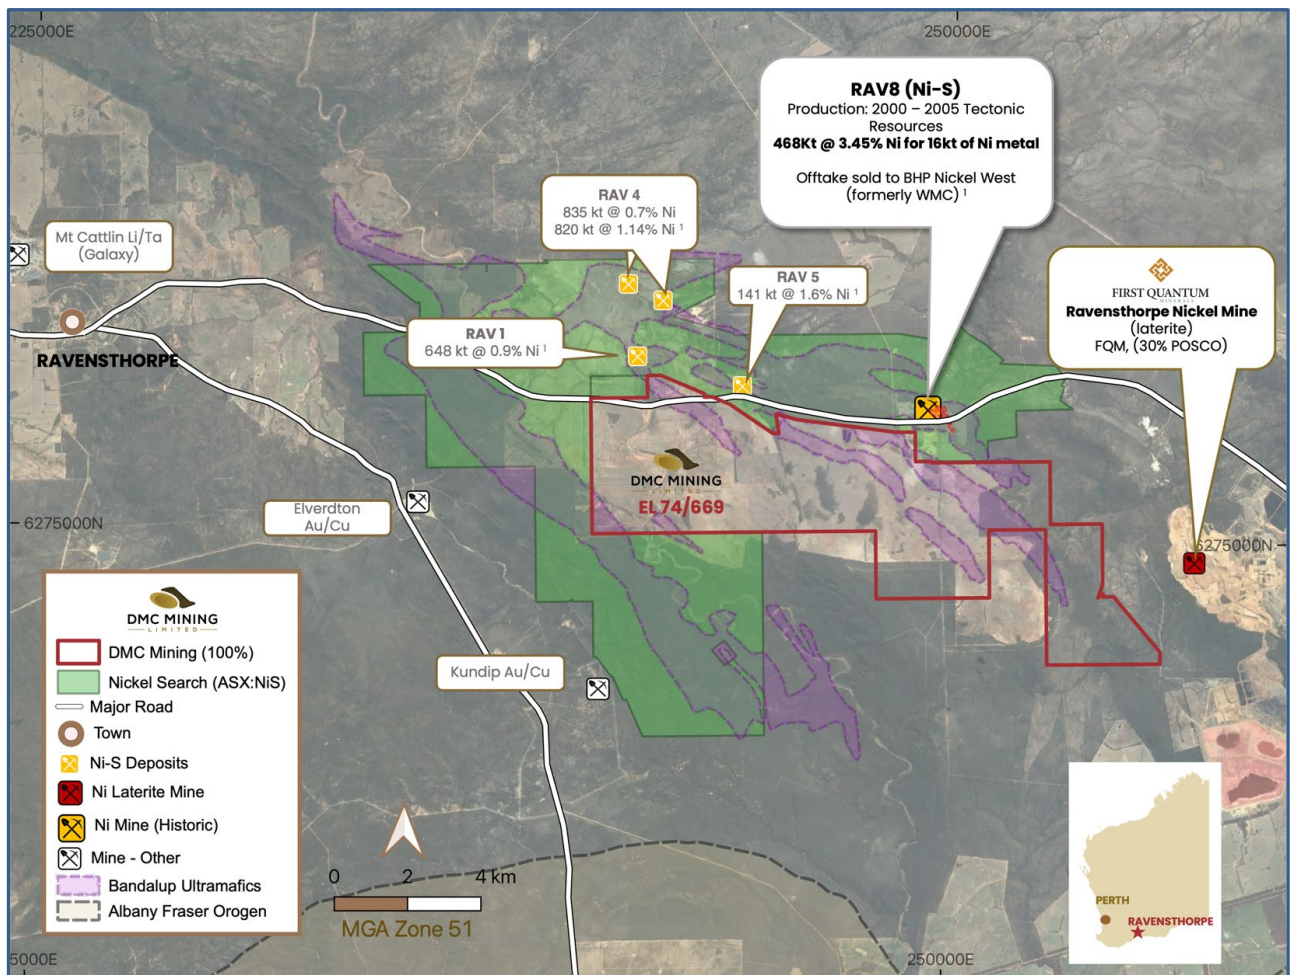 225000E
250000E
RAV8 (Ni-S)
Production: 2000 – 2005 Tectonic
Resources
468Kt @ 3.45% Ni for 16kt of Ni metal
Offtake sold to BHP Nickel West
(formerly WMC) ¹
RAV 4
835 kt @ 0.7% Ni
820 kt @ 1.14% Ni ¹
Mt Cattlin Li/Ta
(Galaxy)
RAV 5
141 kt @ 1.6% Ni ¹
FIRST QUANTUM
MINERALS
Ravensthorpe Nickel Mine
(laterite)
FQM, (30% POSCO)
RAV 1
648 kt @ 0.9% Ni ¹
RAVENSTHORPE
DMC MINING
LIMITED
EL 74/669
Elverdton
Au/Cu
6275000N
6275000N
Kundip Au/Cu
DMC MINING
LIMITED
DMC Mining (100%)
Nickel Search (ASX:NiS)
Major Road
Town
Ni-S Deposits
Ni Laterite Mine
Ni Mine (Historic)
Mine - Other
Bandalup Ultramafics
Albany Fraser Orogen
0 2 4 km
MGA Zone 51
PERTH
RAVENSTHORPE
5000E
250000E